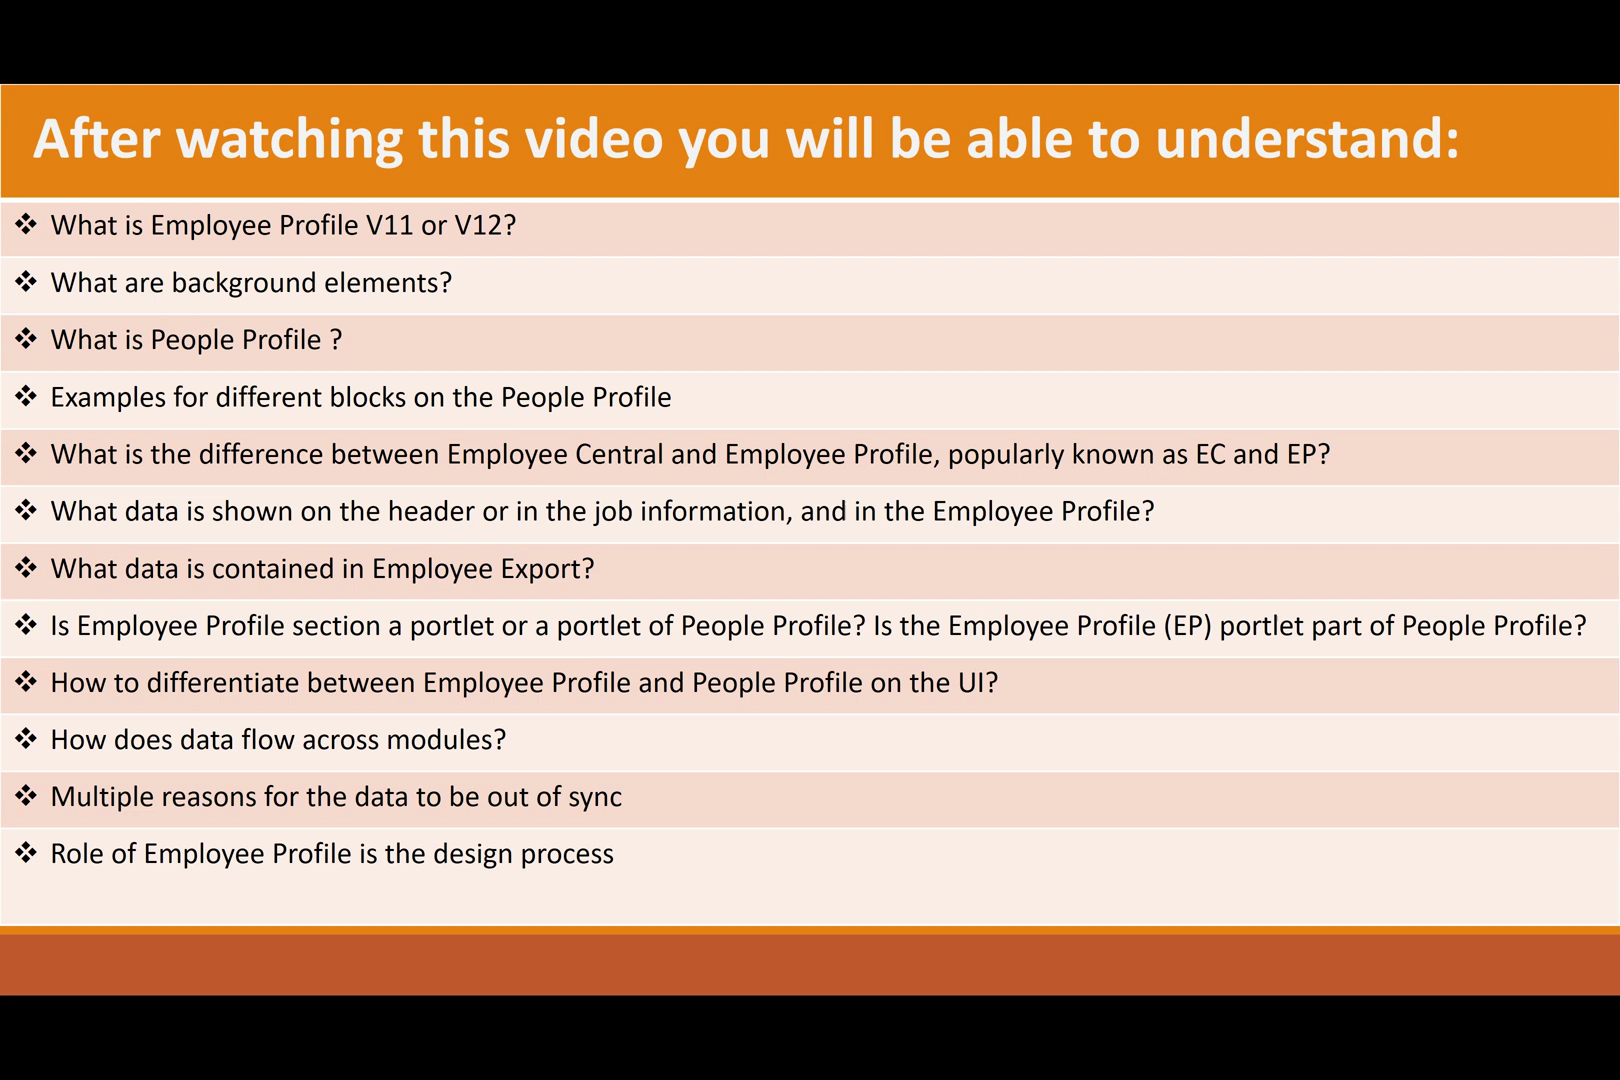 After watching this video you will be able to understand:
❖ What is Employee Profile V11 or V12?
❖ What are background elements?
❖ What is People Profile ?
❖ Examples for different blocks on the People Profile
❖ What is the difference between Employee Central and Employee Profile, popularly known as EC and EP?
❖ What data is shown on the header or in the job information, and in the Employee Profile?
❖ What data is contained in Employee Export?
❖ Is Employee Profile section a portlet or a portlet of People Profile? Is the Employee Profile (EP) portlet part of People Profile?
❖ How to differentiate between Employee Profile and People Profile on the UI?
❖ How does data flow across modules?
❖ Multiple reasons for the data to be out of sync
❖ Role of Employee Profile is the design process